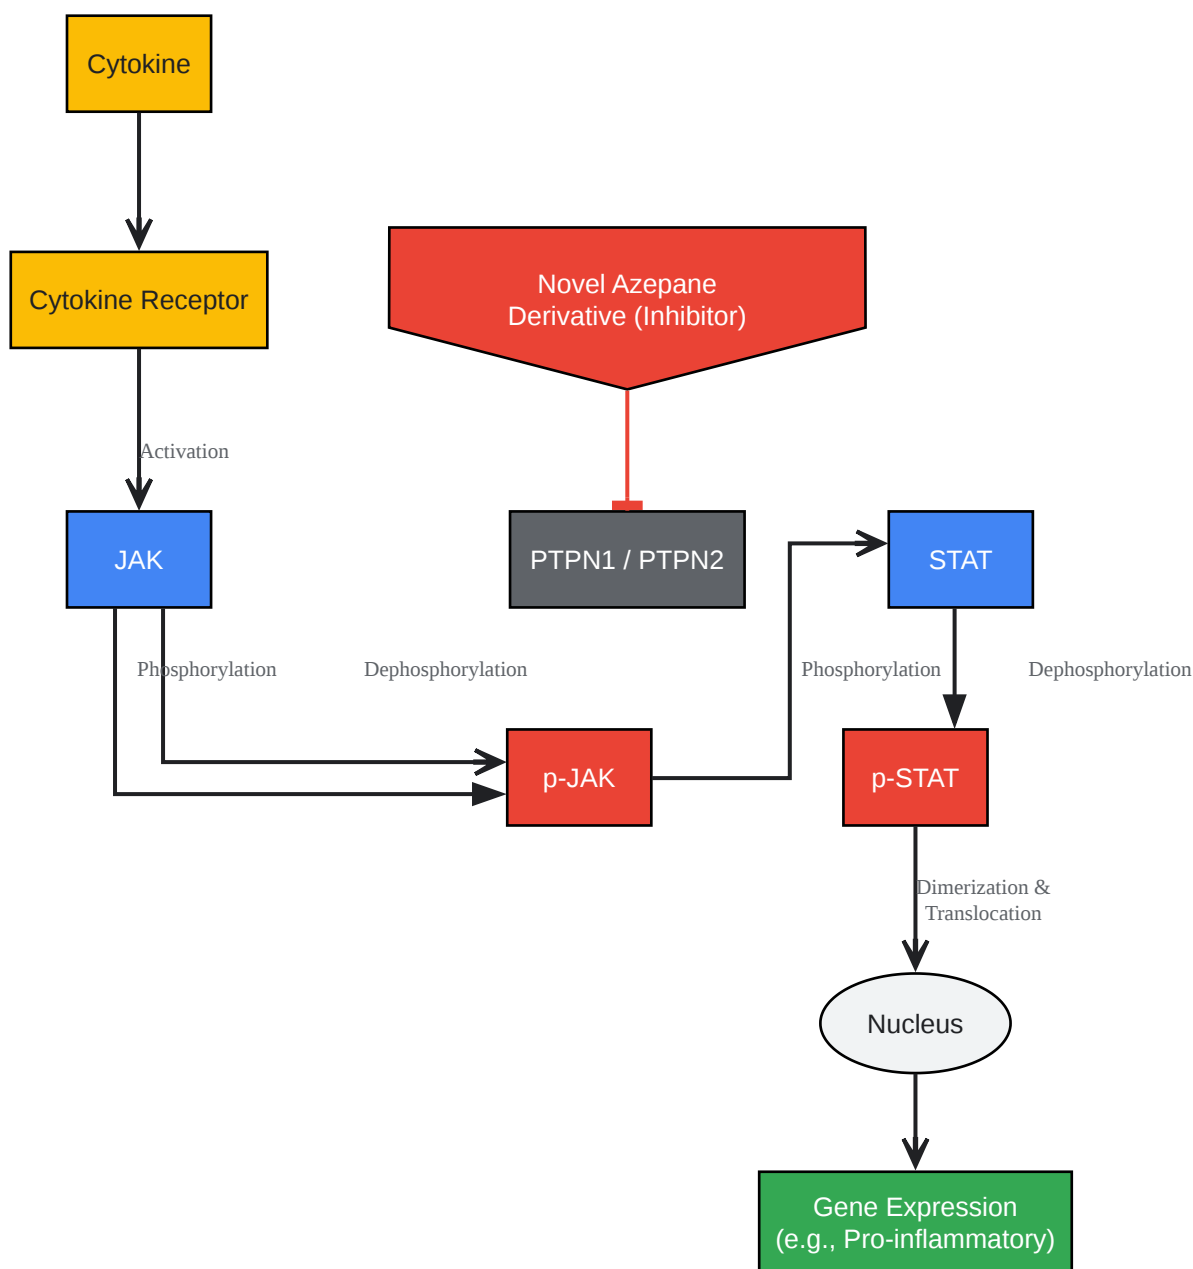 Cytokine
Cytokine Receptor
Novel Azepane
Derivative (Inhibitor)
Activation
JAK
PTPN1 / PTPN2
STAT
Phosphorylation
Dephosphorylation
Phosphorylation
Dephosphorylation
p-JAK
p-STAT
Dimerization &
Translocation
Nucleus
Gene Expression
(e.g., Pro-inflammatory)